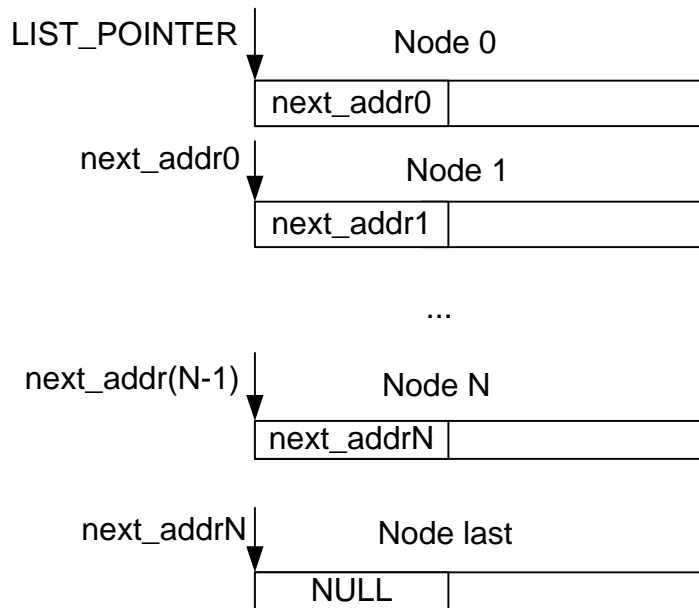 LIST_POINTER
Node 0
next_addr0
next_addr0
Node 1
next_addr1
...
next_addr(N-1)
Node N
next_addrN
next_addrN
Node last
NULL